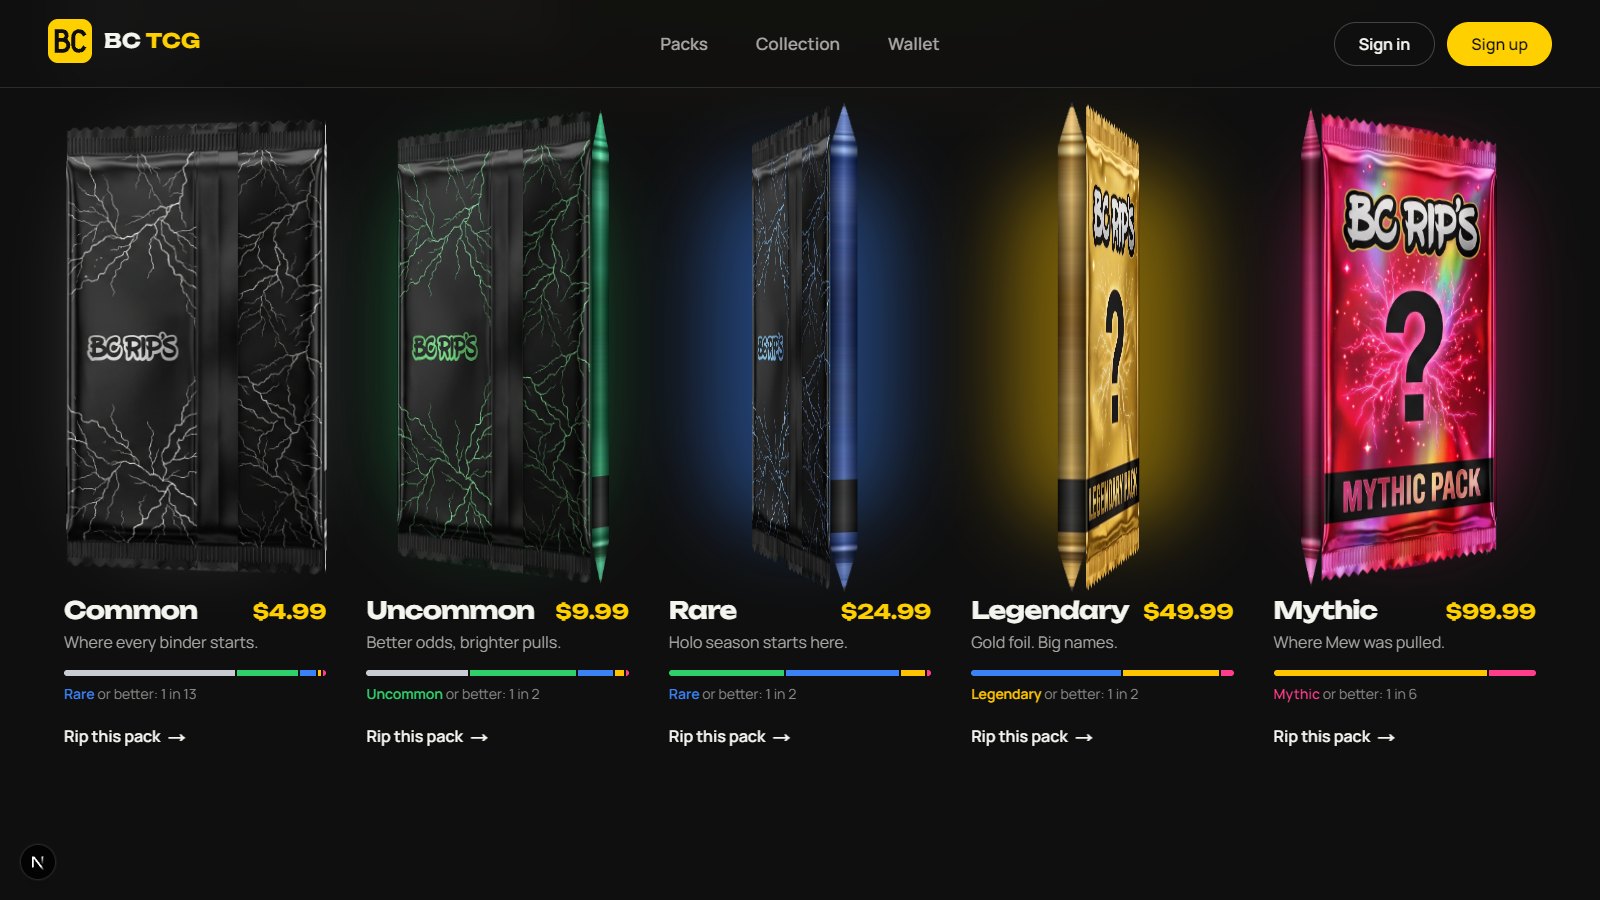 BC BC TCG
Packs Collection Wallet
Sign in Sign up
BC RIP'S
BC RIP'S
BC RIP'S
BC RIP'S
?
LEGENDARY PACK
BC RIP'S
?
MYTHIC PACK
Common $4.99
Where every binder starts.
Rare or better: 1 in 13
Rip this pack →
Uncommon $9.99
Better odds, brighter pulls.
Uncommon or better: 1 in 2
Rip this pack →
Rare $24.99
Holo season starts here.
Rare or better: 1 in 2
Rip this pack →
Legendary $49.99
Gold foil. Big names.
Legendary or better: 1 in 2
Rip this pack →
Mythic $99.99
Where Mew was pulled.
Mythic or better: 1 in 6
Rip this pack →
N